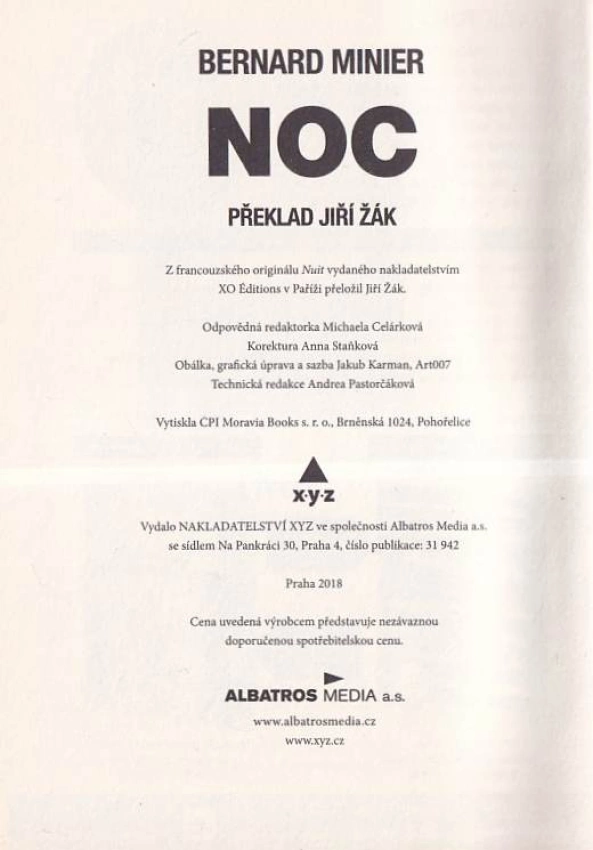 BERNARD MINIER
NOC
PŘEKLAD JIŘÍ ŽÁK
Z francouzského originálu Nuit vydaného nakladatelstvím
XO Éditions v Paříži přeložil Jiří Žák.
Odpovědná redaktorka Michaela Celárková
Korektura Anna Staňková
Obálka, grafická úprava a sazba Jakub Karman, Art007
Technická redakce Andrea Pastorčáková
Vytiskla CPI Moravia Books s. r. o., Brněnská 1024, Pohořelice
x·y·z
Vydalo NAKLADATELSTVÍ XYZ ve společnosti Albatros Media a.s.
se sídlem Na Pankráci 30, Praha 4, číslo publikace: 31 942
Praha 2018
Cena uvedená výrobcem představuje nezávaznou
doporučenou spotřebitelskou cenu.
ALBATROS MEDIA a.s.
www.albatrosmedia.cz
www.xyz.cz